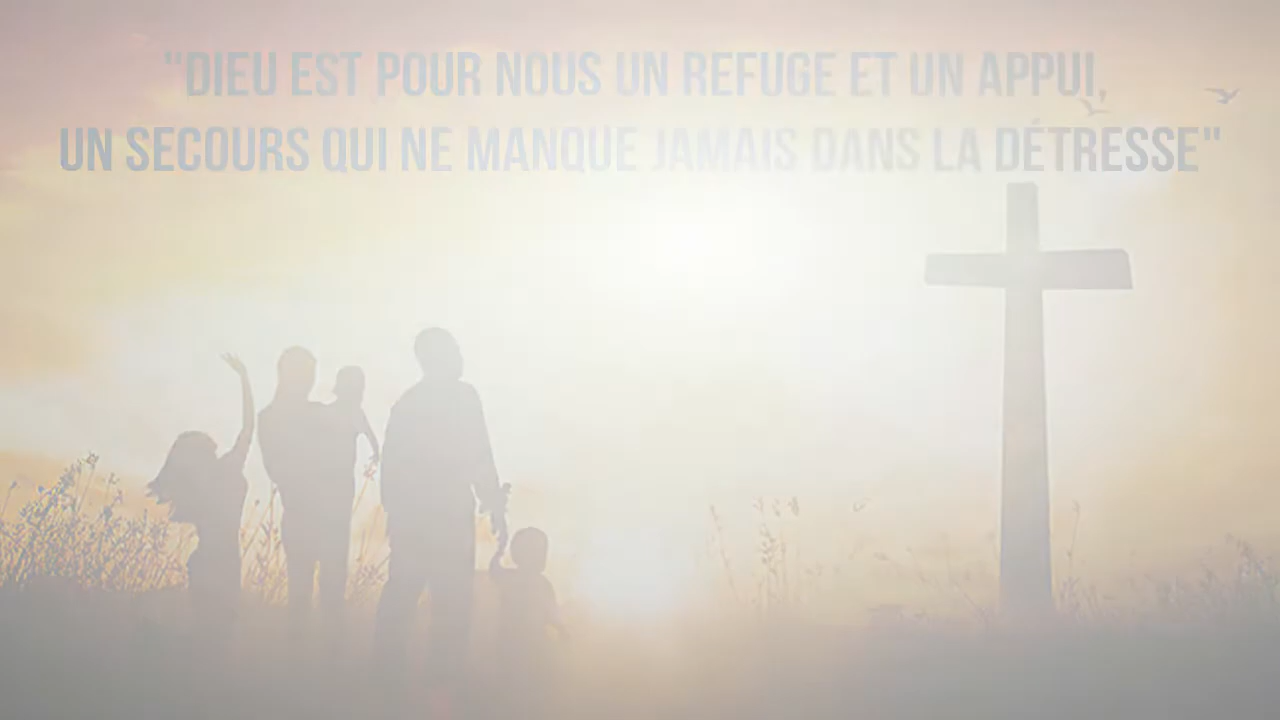 "DIEU EST POUR NOUS UN REFUGE ET UN APPUI,
UN SECOURS QUI NE MANQUE JAMAIS DANS LA DÉTRESSE"